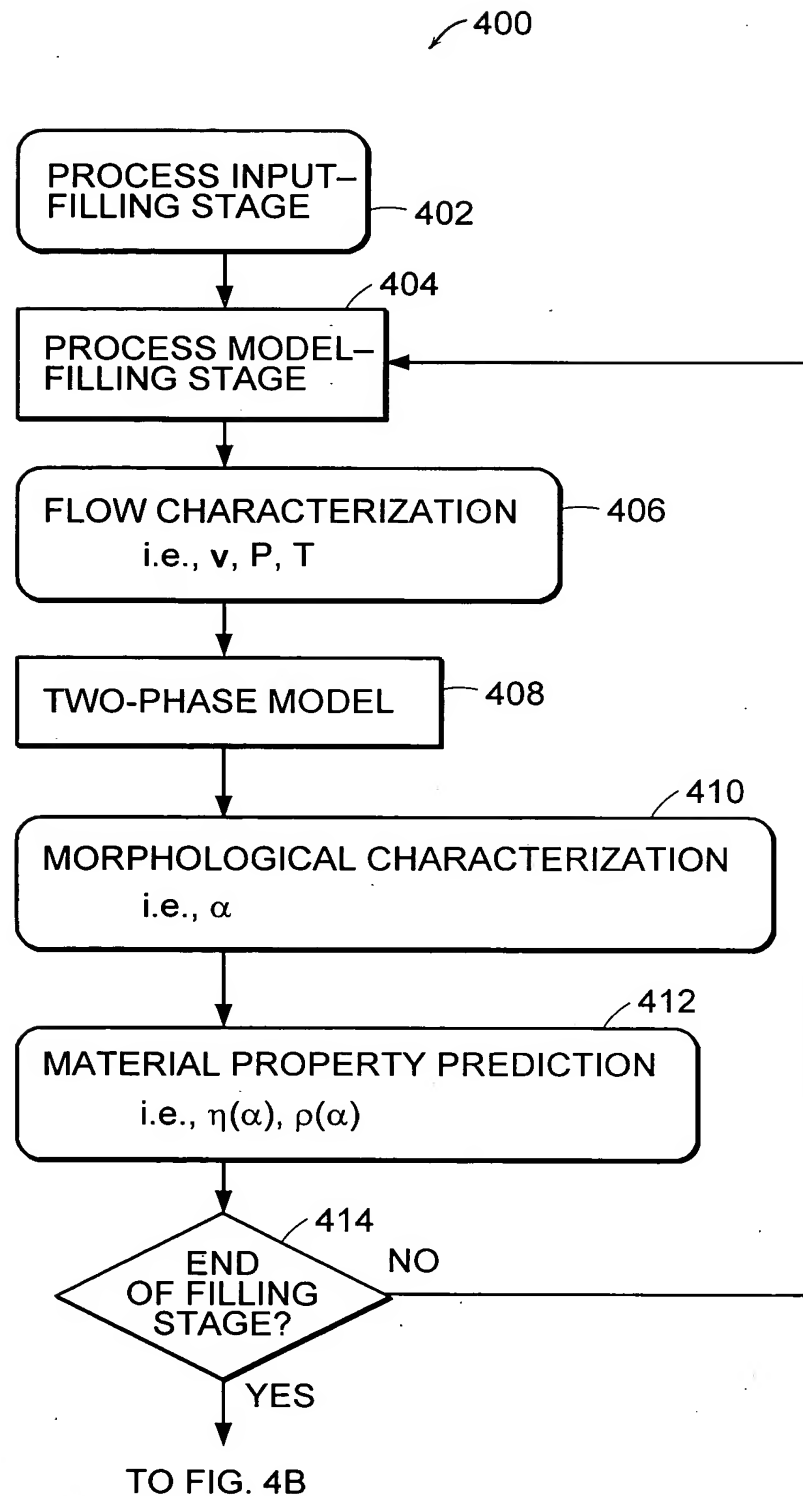 400
PROCESS INPUT–
FILLING STAGE
402
404
PROCESS MODEL–
FILLING STAGE
FLOW CHARACTERIZATION
i.e., v, P, T
406
TWO-PHASE MODEL
408
410
MORPHOLOGICAL CHARACTERIZATION
i.e., α
412
MATERIAL PROPERTY PREDICTION
i.e., η(α), ρ(α)
414
END
OF FILLING
STAGE?
NO
YES
TO FIG. 4B